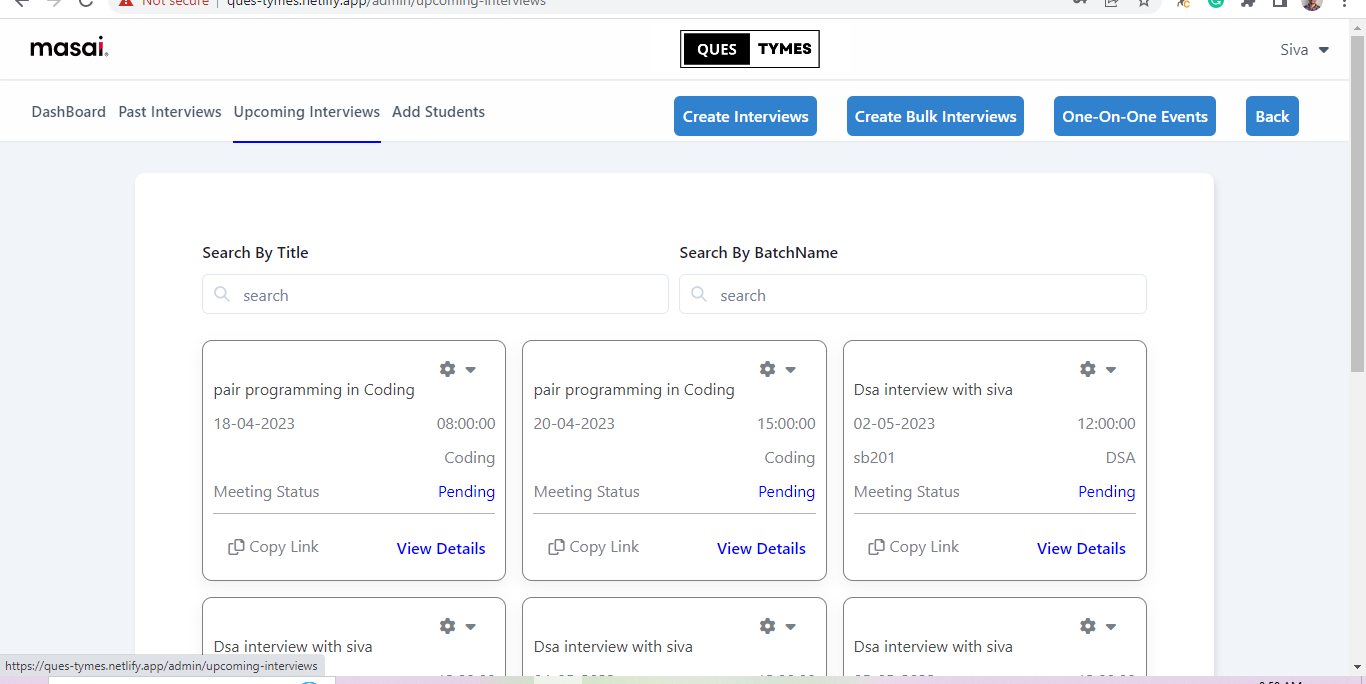 Not secure | ques-tymes.netlify.app/admin/upcoming-interviews
masai.
QUES TYMES
Siva
DashBoard Past Interviews Upcoming Interviews Add Students
Create Interviews Create Bulk Interviews One-On-One Events Back
Search By Title Search By BatchName
search search
pair programming in Coding
18-04-2023 08:00:00
Coding
Meeting Status Pending
Copy Link View Details
pair programming in Coding
20-04-2023 15:00:00
Coding
Meeting Status Pending
Copy Link View Details
Dsa interview with siva
02-05-2023 12:00:00
sb201 DSA
Meeting Status Pending
Copy Link View Details
Dsa interview with siva
Dsa interview with siva
Dsa interview with siva
https://ques-tymes.netlify.app/admin/upcoming-interviews